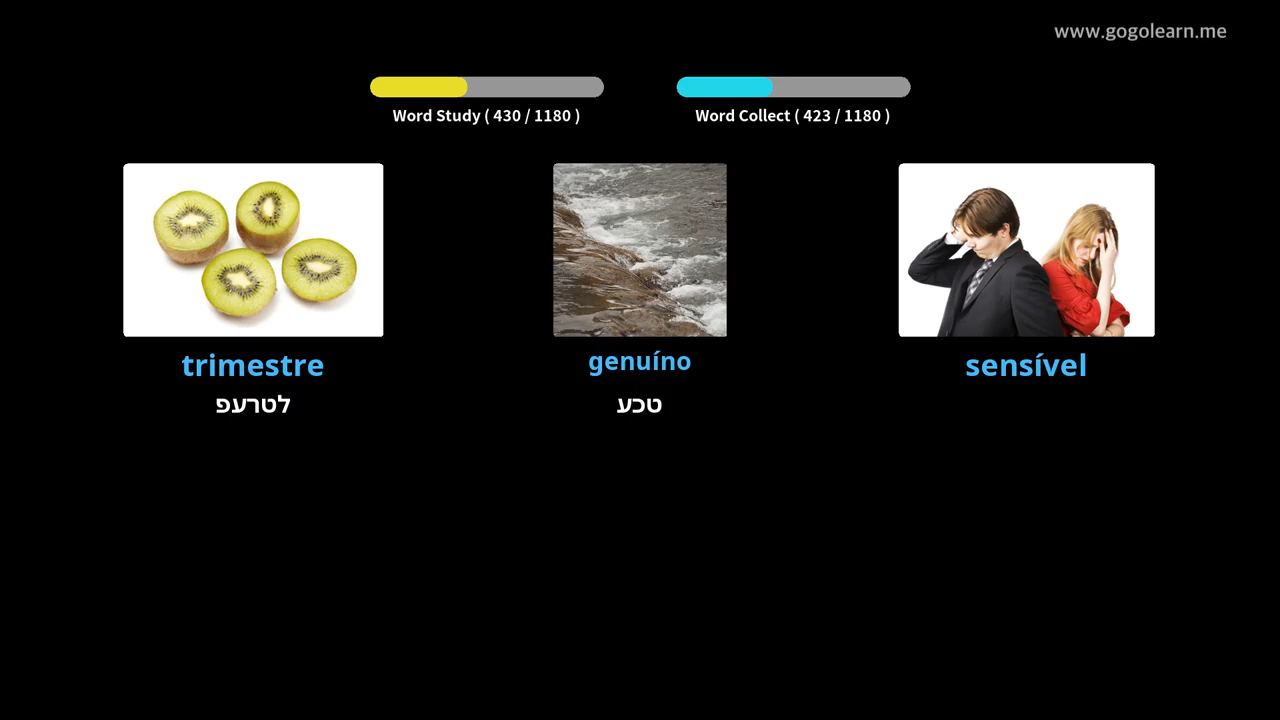 www.gogolearn.me
Word Study ( 430 / 1180 )
Word Collect ( 423 / 1180 )
trimestre
לטרעפ
genuíno
טכע
sensível